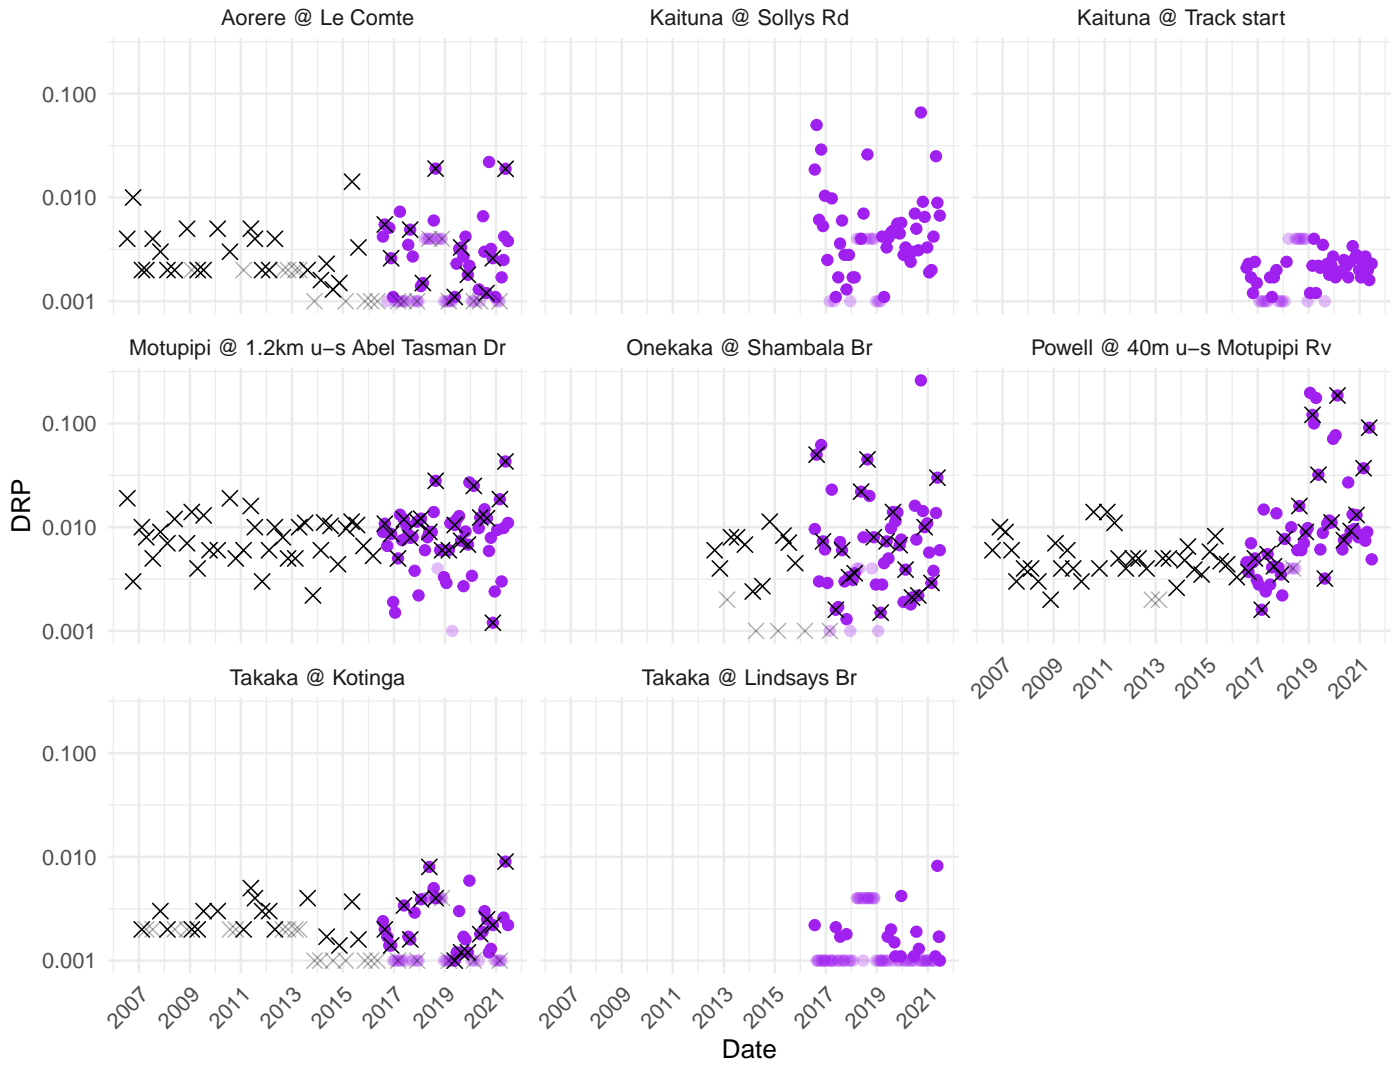 Aorere @ Le Comte
Kaituna @ Sollys Rd
Kaituna @ Track start
0.100
0.010
0.001
Motupipi @ 1.2km u−s Abel Tasman Dr
Onekaka @ Shambala Br
Powell @ 40m u−s Motupipi Rv
0.100
0.010
0.001
DRP
2007 2009 2011 2013 2015 2017 2019 2021
Takaka @ Kotinga
Takaka @ Lindsays Br
0.100
0.010
0.001
2007 2009 2011 2013 2015 2017 2019 2021
2007 2009 2011 2013 2015 2017 2019 2021
Date